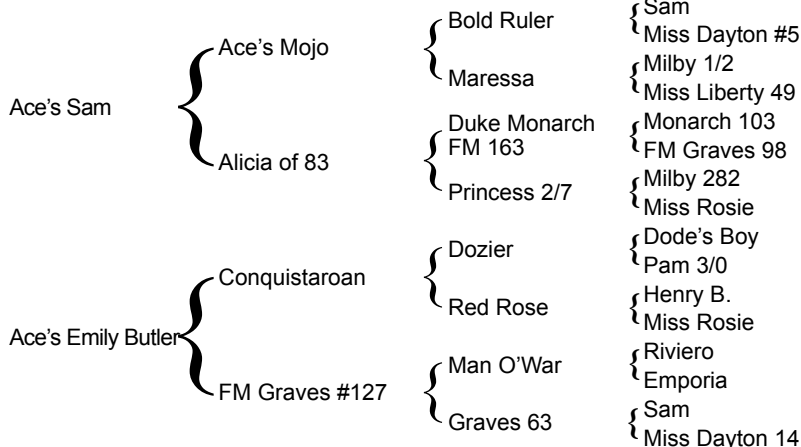 Sam
Bold Ruler
Miss Dayton #5
Ace's Mojo
Milby 1/2
Maressa
Miss Liberty 49
Ace's Sam
Duke Monarch
FM 163
Monarch 103
FM Graves 98
Alicia of 83
Milby 282
Princess 2/7
Miss Rosie
Dode's Boy
Dozier
Pam 3/0
Conquistaroan
Henry B.
Red Rose
Miss Rosie
Ace's Emily Butler
Riviero
Man O'War
Emporia
FM Graves #127
Sam
Graves 63
Miss Dayton 14